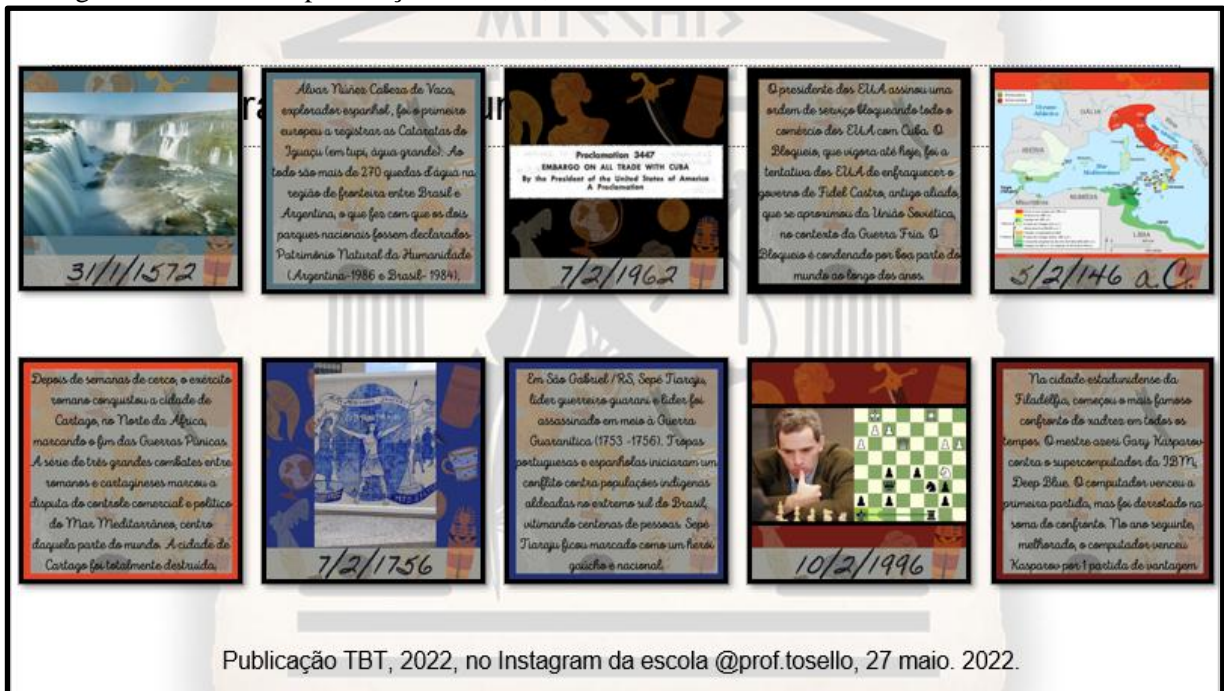 31/1/1572
Álvar Núñez Cabeza de Vaca,
explorador espanhol, foi o primeiro
europeu a registrar as Cataratas do
Iguaçu (em tupi, água grande). Ao
todo são mais de 270 quedas d'água na
região de fronteira entre Brasil e
Argentina, o que fez com que os dois
parques nacionais fossem declarados
Patrimônio Natural da Humanidade
(Argentina-1986 e Brasil- 1984).
Proclamation 3447
EMBARGO ON ALL TRADE WITH CUBA
By the President of the United States of America
A Proclamation
7/2/1962
O presidente dos EUA assinou uma
ordem de serviço bloqueando todo o
comércio dos EUA com Cuba. O
Bloqueio, que vigora até hoje, foi a
tentativa dos EUA de enfraquecer o
governo de Fidel Castro, antigo aliado,
que se aproximou da União Soviética,
no contexto da Guerra Fria. O
Bloqueio é condenado por boa parte do
mundo ao longo dos anos.
5/2/146 a.C.
Depois de semanas de cerco, o exército
romano conquistou a cidade de
Cartago, no Norte da África,
marcando o fim das Guerras Púnicas.
A série de três grandes combates entre
romanos e cartagineses marcou a
disputa do controle comercial e político
do Mar Mediterrâneo, centro
daquela parte do mundo. A cidade de
Cartago foi totalmente destruída.
7/2/1756
Em São Gabriel /RS, Sepé Tiaraju,
líder guerreiro guarani e líder foi
assassinado em meio à Guerra
Guaranítica (1753 -1756). Tropas
portuguesas e espanholas iniciaram um
conflito contra populações indígenas
aldeadas no extremo sul do Brasil,
vitimando centenas de pessoas. Sepé
Tiaraju ficou marcado como um herói
gaúcho e nacional.
10/2/1996
Na cidade estadunidense da
Filadélfia, começou o mais famoso
confronto do xadrez em todos os
tempos. O mestre azeri Gary Kasparov
contra o supercomputador da IBM,
Deep Blue. O computador venceu a
primeira partida, mas foi derrotado na
soma do confronto. No ano seguinte,
melhorado, o computador venceu
Kasparov por 1 partida de vantagem
Publicação TBT, 2022, no Instagram da escola @prof.tosello, 27 maio. 2022.